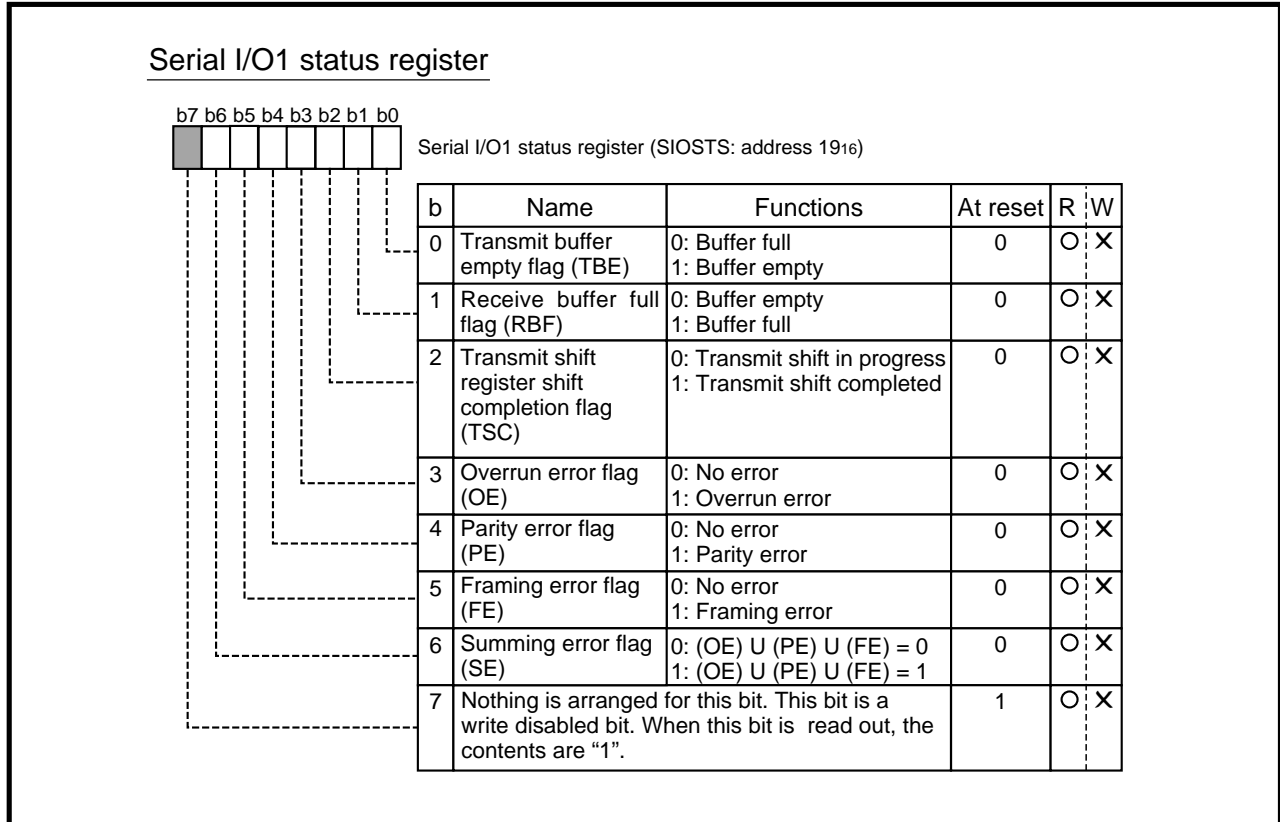 Serial I/O1 status register
b7 b6 b5 b4 b3 b2 b1 b0
Serial I/O1 status register (SIOSTS: address 1916)
b Name Functions At reset R W
0 Transmit buffer 0: Buffer full 0 O X
empty flag (TBE) 1: Buffer empty
1 Receive buffer full 0: Buffer empty 0 O X
flag (RBF) 1: Buffer full
2 Transmit shift 0: Transmit shift in progress 0 O X
register shift 1: Transmit shift completed
completion flag
(TSC)
3 Overrun error flag 0: No error 0 O X
(OE) 1: Overrun error
4 Parity error flag 0: No error 0 O X
(PE) 1: Parity error
5 Framing error flag 0: No error 0 O X
(FE) 1: Framing error
6 Summing error flag 0: (OE) U (PE) U (FE) = 0 0 O X
(SE) 1: (OE) U (PE) U (FE) = 1
7 Nothing is arranged for this bit. This bit is a 1 O X
write disabled bit. When this bit is read out, the
contents are “1”.